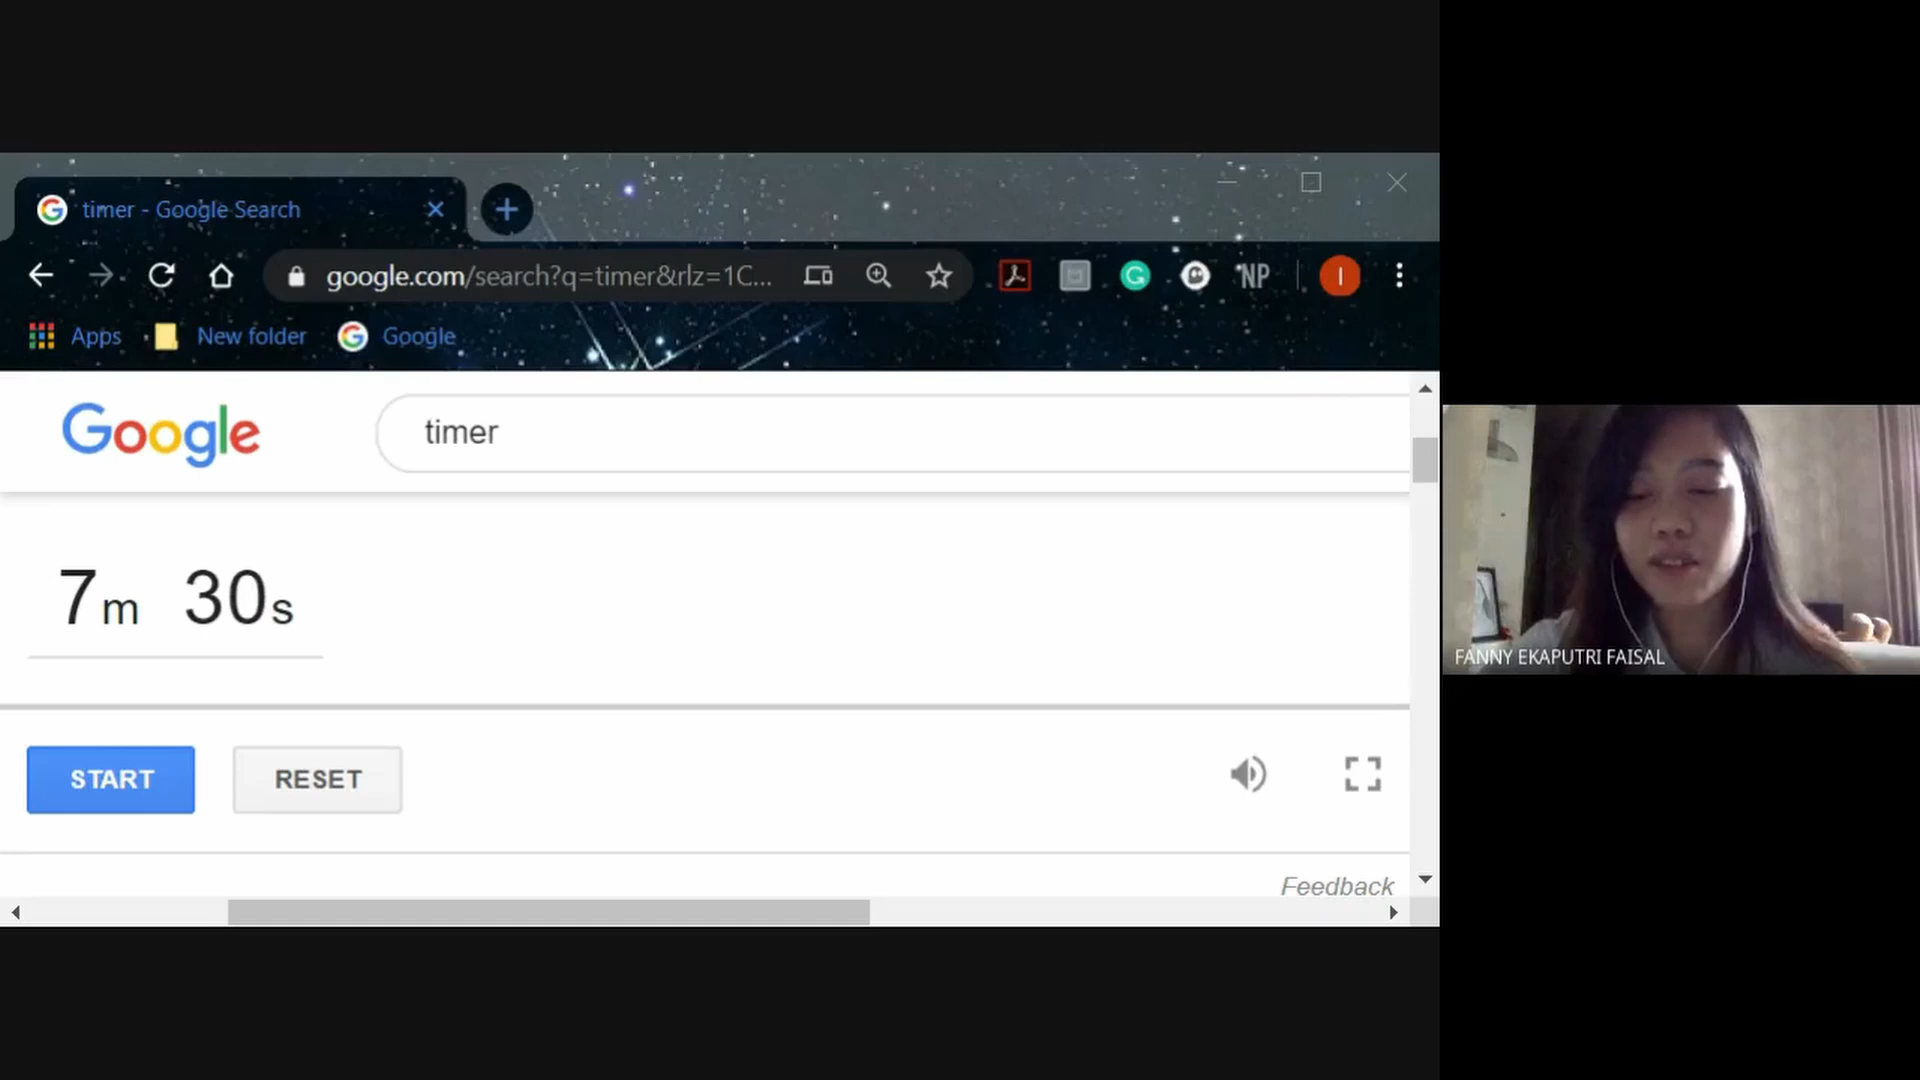 timer - Google Search
google.com/search?q=timer&rlz=1C...
NP
I
Apps
New folder
Google
Google
timer
7m 30s
START
RESET
Feedback
FANNY EKAPUTRI FAISAL